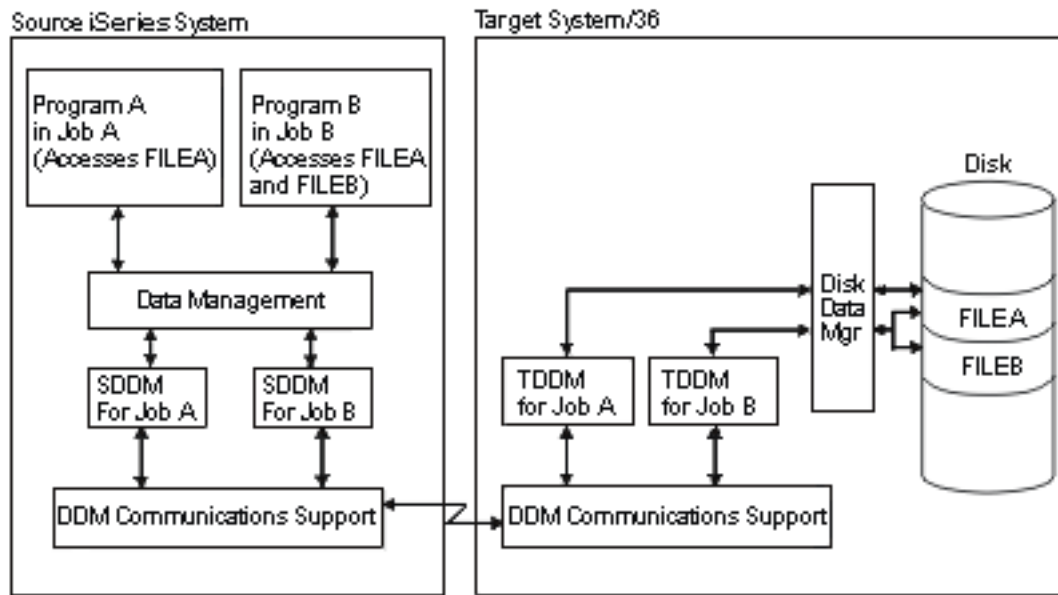 Source iSeries System
Program A
in Job A
(Accesses FILEA)
Program B
in Job B
(Accesses FILEA
and FILEB)
Data Management
SDDM
For Job A
SDDM
For Job B
DDM Communications Support
Target System/36
Disk
Disk
Data
Mgr
FILEA
FILEB
TDDM
for Job A
TDDM
for Job B
DDM Communications Support